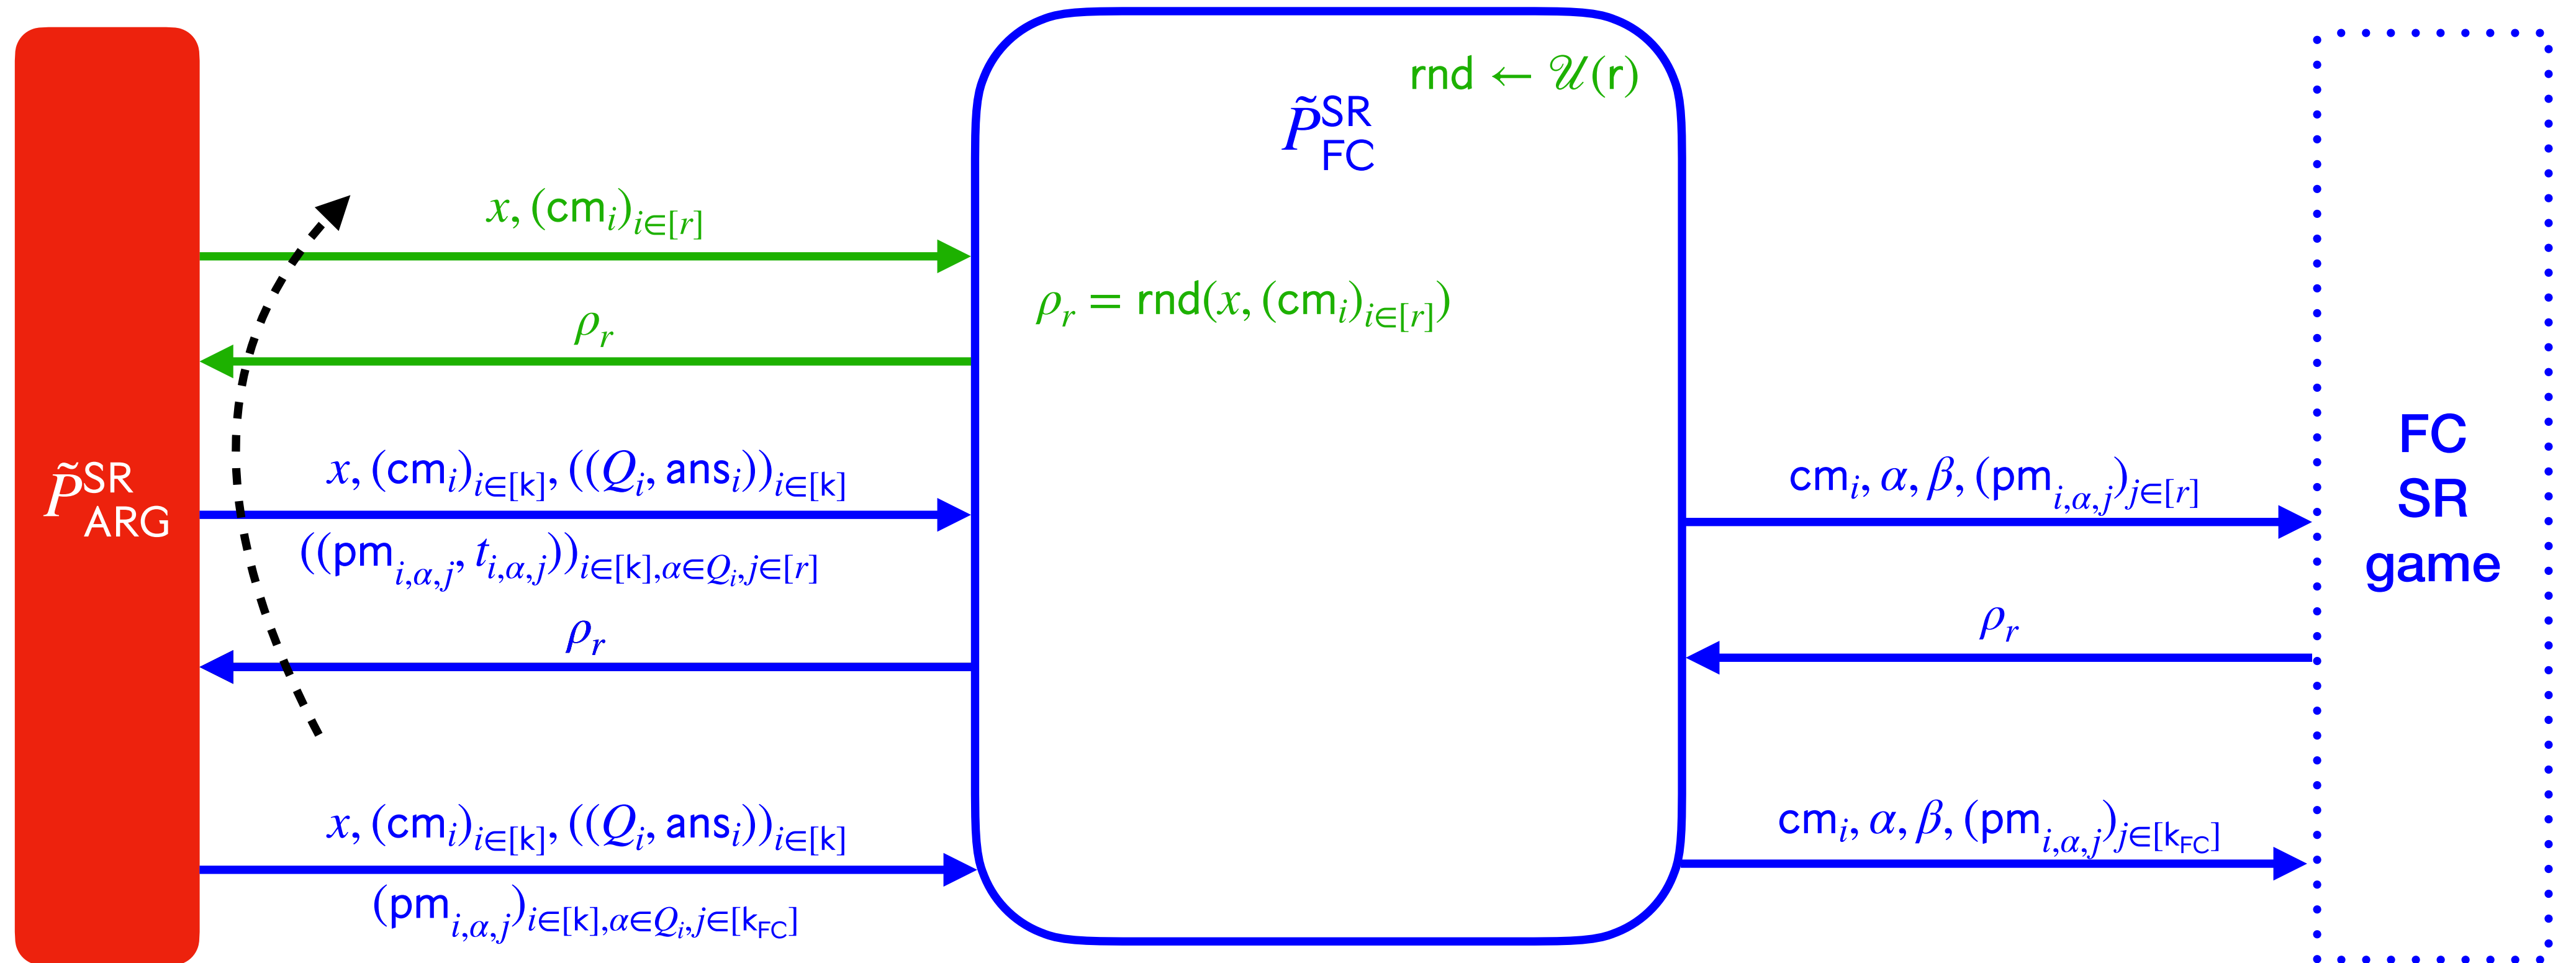 rnd ← 𝒰(r)
P̃^SR_FC
x, (cm_i)_{i∈[r]}
ρ_r = rnd(x, (cm_i)_{i∈[r]})
ρ_r
P̃^SR_ARG
x, (cm_i)_{i∈[k]}, ((Q_i, ans_i))_{i∈[k]}
((pm_{i,α,j}, t_{i,α,j}))_{i∈[k],α∈Q_i,j∈[r]}
ρ_r
x, (cm_i)_{i∈[k]}, ((Q_i, ans_i))_{i∈[k]}
(pm_{i,α,j})_{i∈[k],α∈Q_i,j∈[k_FC]}
cm_i, α, β, (pm_{i,α,j})_{j∈[r]}
ρ_r
cm_i, α, β, (pm_{i,α,j})_{j∈[k_FC]}
FC
SR
game